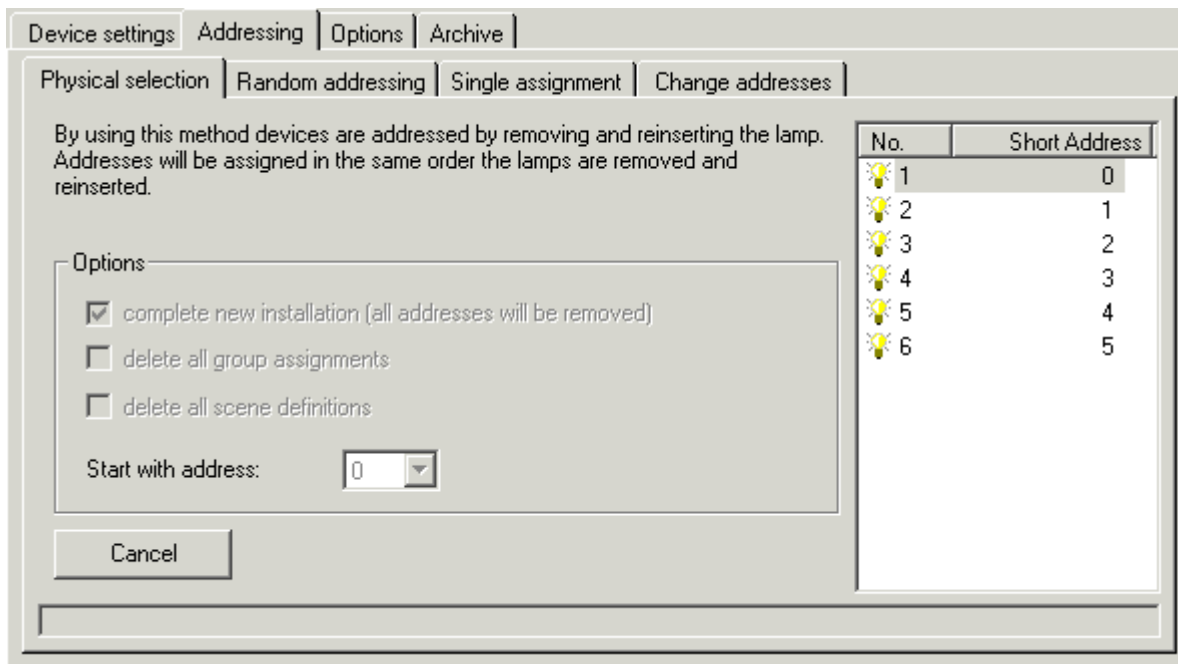 Device settings Addressing Options Archive
Physical selection Random addressing Single assignment Change addresses
By using this method devices are addressed by removing and reinserting the lamp.
Addresses will be assigned in the same order the lamps are removed and
reinserted.
Options
complete new installation (all addresses will be removed)
delete all group assignments
delete all scene definitions
Start with address: 0
Cancel
No. Short Address
1 0
2 1
3 2
4 3
5 4
6 5